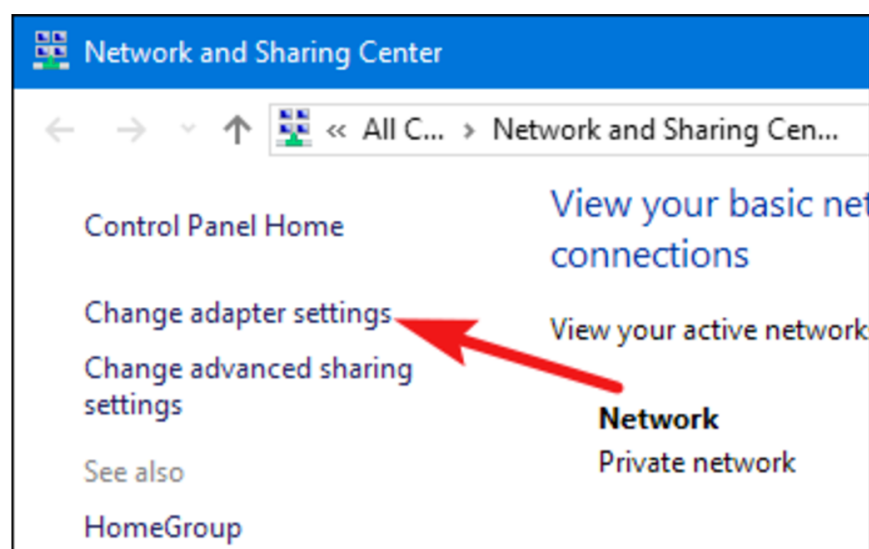 Network and Sharing Center
« All C... › Network and Sharing Cen...
Control Panel Home
Change adapter settings
Change advanced sharing
settings
See also
HomeGroup
View your basic net
connections
View your active networks
Network
Private network